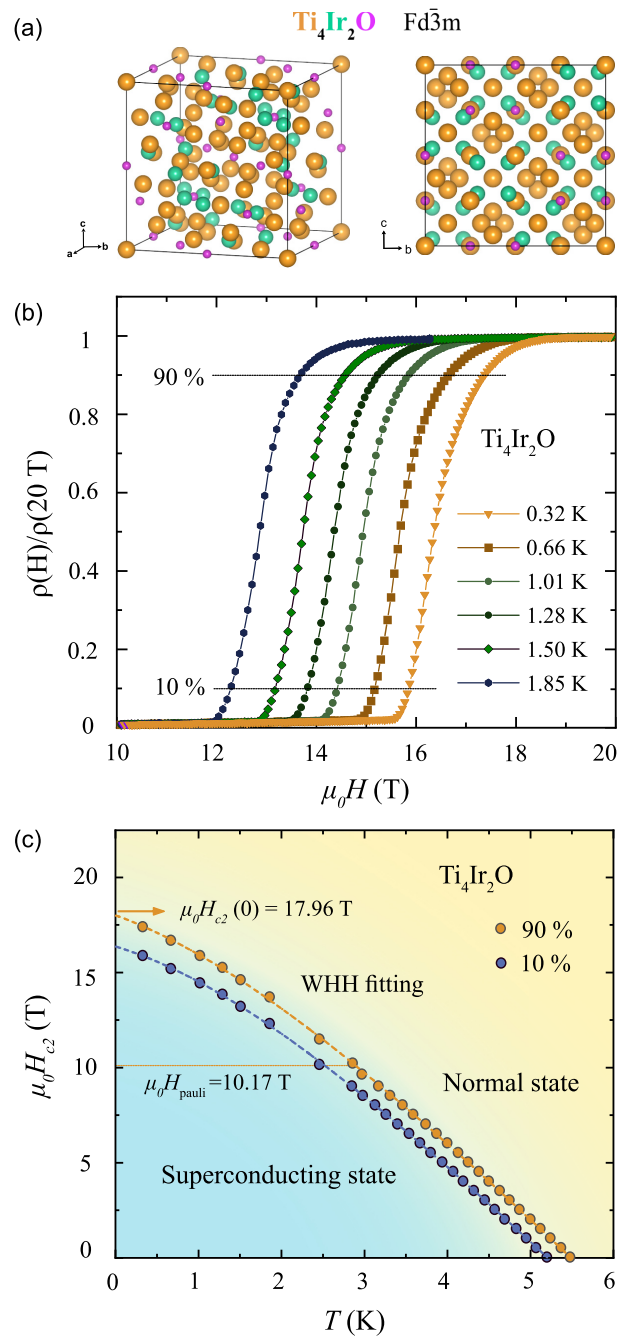 (a)
Ti₄Ir₂O Fd3̄m
c
a
b
c
b
(b)
1
0.8
0.6
0.4
0.2
0
ρ(H)/ρ(20 T)
90 %
10 %
Ti₄Ir₂O
0.32 K
0.66 K
1.01 K
1.28 K
1.50 K
1.85 K
10 12 14 16 18 20
μ₀H (T)
(c)
20
15
10
5
0
μ₀H_c2 (T)
Ti₄Ir₂O
μ₀H_c2 (0) = 17.96 T
90 %
10 %
WHH fitting
μ₀H_pauli =10.17 T
Normal state
Superconducting state
0 1 2 3 4 5 6
T (K)